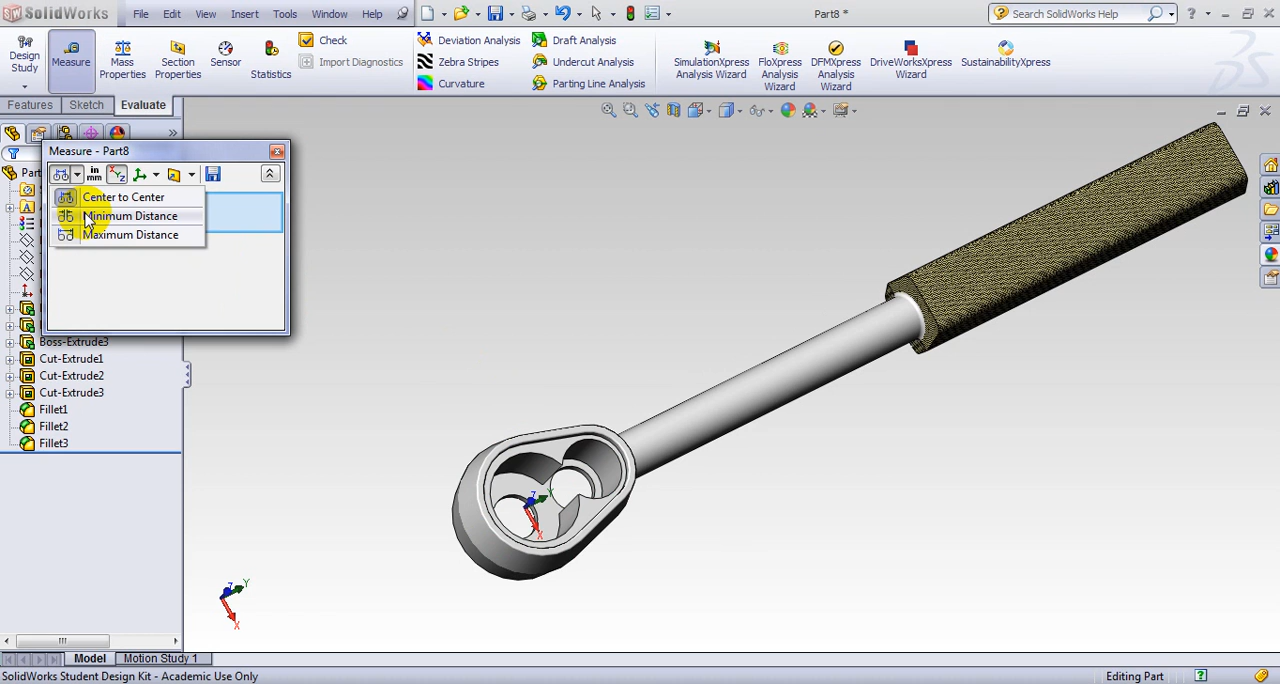 SolidWorks File Edit View Insert Tools Window Help Part8 * Search SolidWorks Help
Design Study Measure Mass Properties Section Properties Sensor Statistics
Check
Import Diagnostics
Deviation Analysis
Zebra Stripes
Curvature
Draft Analysis
Undercut Analysis
Parting Line Analysis
SimulationXpress Analysis Wizard
FloXpress Analysis Wizard
DFMXpress Analysis Wizard
DriveWorksXpress Wizard
SustainabilityXpress
Features Sketch Evaluate
Measure - Part8
in
mm
Center to Center
Minimum Distance
Maximum Distance
Part
Boss-Extrude3
Cut-Extrude1
Cut-Extrude2
Cut-Extrude3
Fillet1
Fillet2
Fillet3
Z Y
X
Z Y
X
Model Motion Study 1
SolidWorks Student Design Kit - Academic Use Only Editing Part